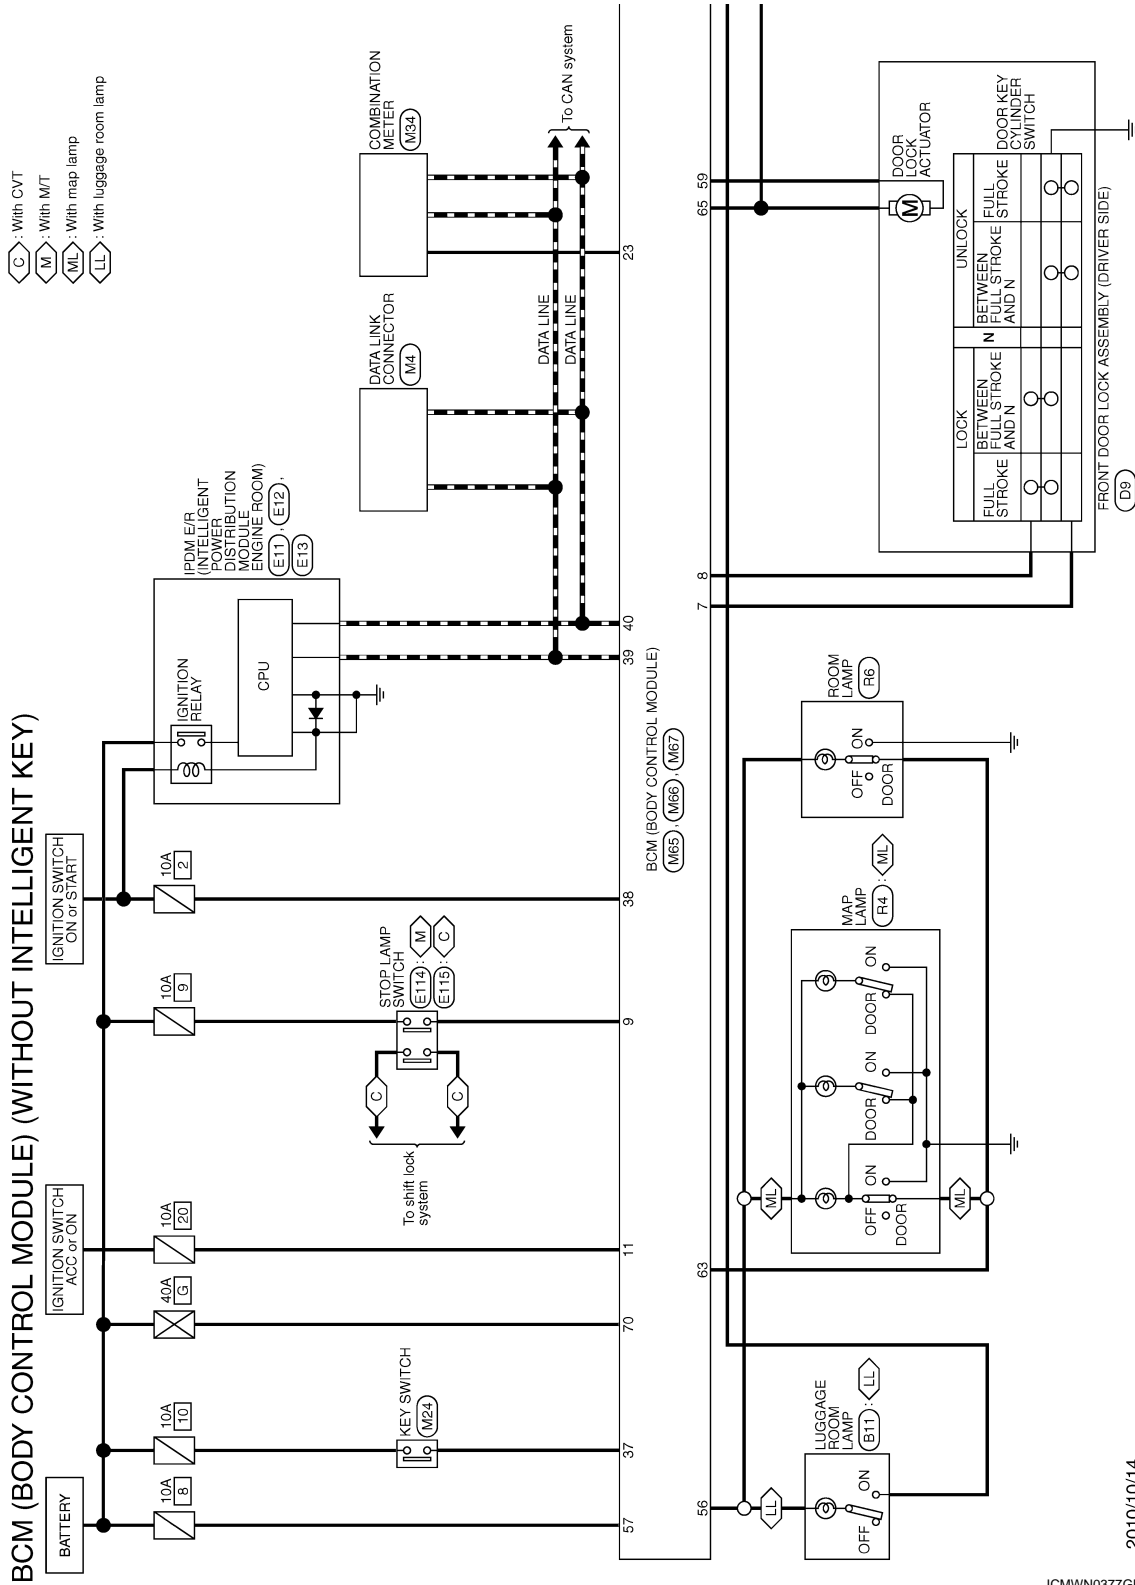 BCM (BODY CONTROL MODULE) (WITHOUT INTELLIGENT KEY)
C : With CVT
M : With M/T
ML : With map lamp
LL : With luggage room lamp
BATTERY
IGNITION SWITCH
ACC or ON
IGNITION SWITCH
ON or START
10A
8
10A
10
40A
G
10A
20
10A
9
10A
2
IGNITION
RELAY
CPU
IPDM E/R
(INTELLIGENT
POWER
DISTRIBUTION
MODULE
ENGINE ROOM)
E11 , E12 ,
E13
KEY SWITCH
M24
To shift lock
system
C
C
STOP LAMP
SWITCH
E114 : M
E115 : C
DATA LINK
CONNECTOR
M4
COMBINATION
METER
M34
DATA LINE
DATA LINE
To CAN system
57
37
70
11
9
38
39
40
23
BCM (BODY CONTROL MODULE)
M65 , M66 , M67
56
63
7
8
65
59
LL
LUGGAGE
ROOM
LAMP
B11 : LL
OFF
ON
ML
ML
MAP
LAMP
R4 : ML
OFF
ON
DOOR
DOOR
ON
DOOR
ON
ROOM
LAMP
R6
OFF
ON
DOOR
M
DOOR
LOCK
ACTUATOR
LOCK
N
UNLOCK
FULL
STROKE
BETWEEN
FULL STROKE
AND N
BETWEEN
FULL STROKE
AND N
FULL
STROKE
DOOR KEY
CYLINDER
SWITCH
FRONT DOOR LOCK ASSEMBLY (DRIVER SIDE)
D9
2010/10/14